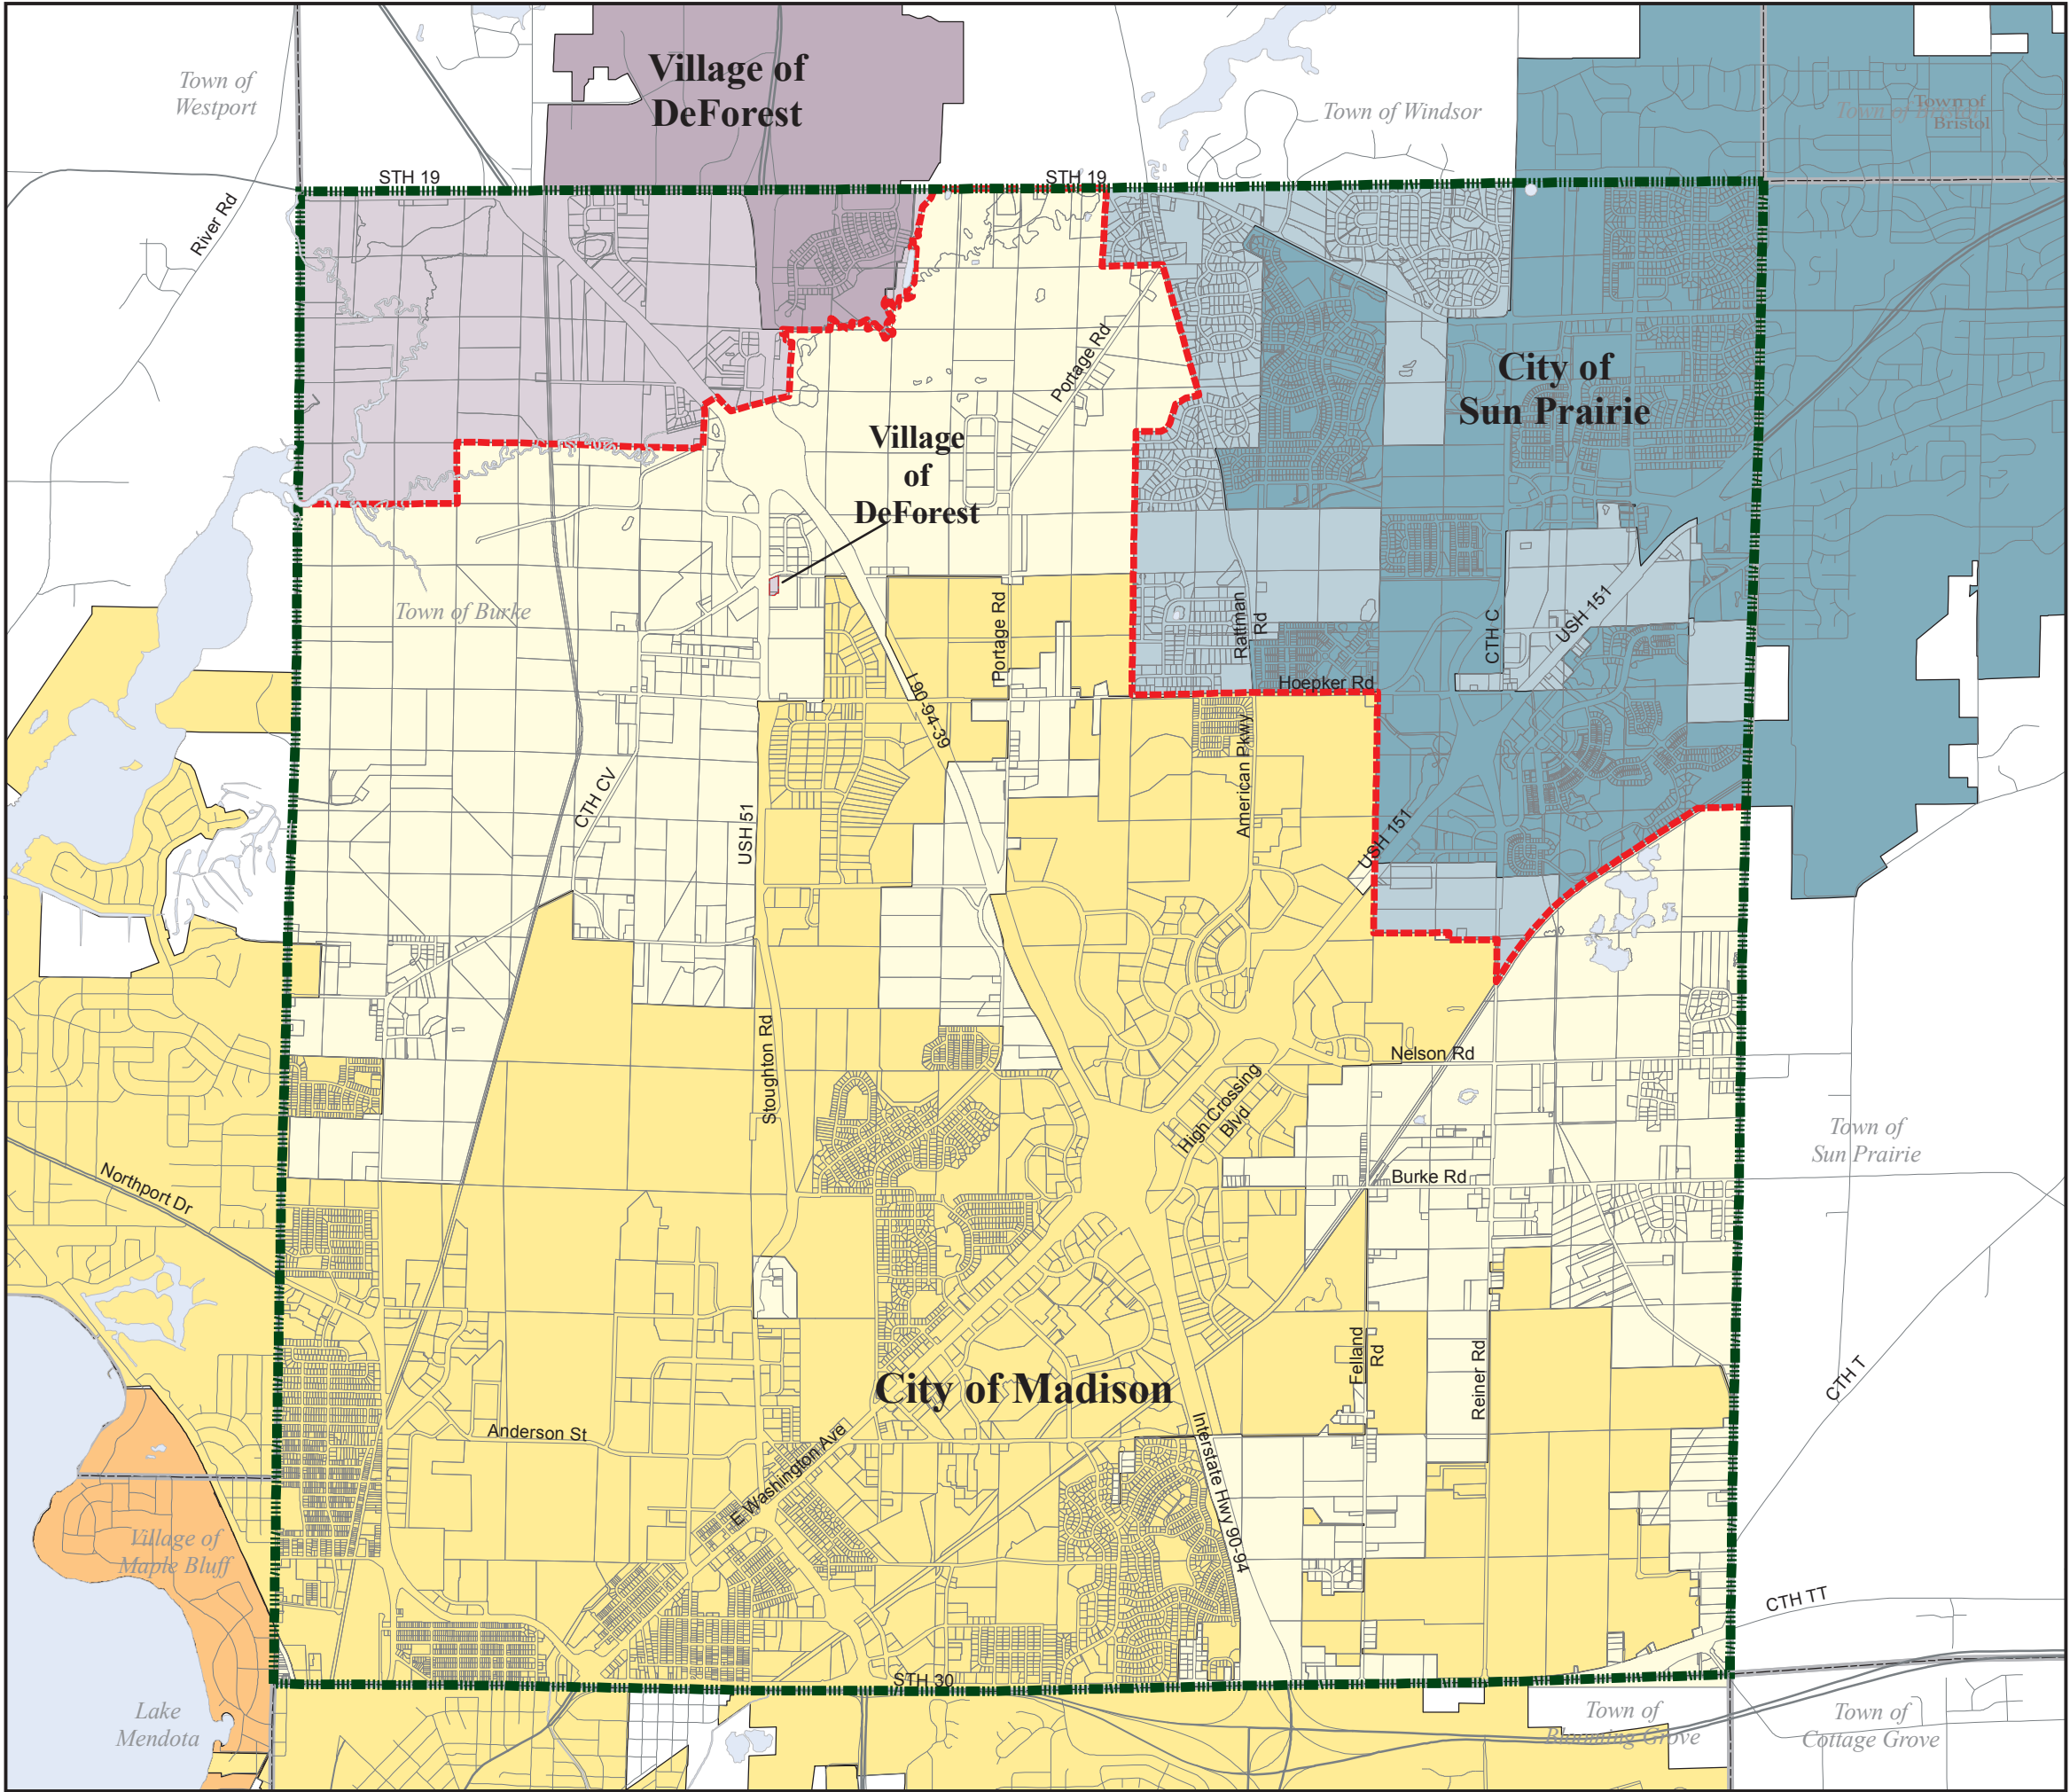 Village of
DeForest
Town of
Westport
Town of Windsor
Town of Bristol
Town of
Bristol
STH 19
STH 19
River Rd
City of
Sun Prairie
Portage Rd
Village
of
DeForest
Town of Burke
Portage Rd
Rattman
Rd
CTH C
USH 151
Hoepker Rd
I-90-94-39
American Pkwy
CTH CV
USH 51
USH 151
Stoughton Rd
Nelson Rd
High Crossing
Blvd
Burke Rd
Town of
Sun Prairie
Northport Dr
Felland
Rd
Reiner Rd
CTH T
City of Madison
Anderson St
E Washington Ave
Interstate Hwy 90-94
Village of
Maple Bluff
CTH TT
STH 30
Lake
Mendota
Town of
Blooming Grove
Town of
Cottage Grove